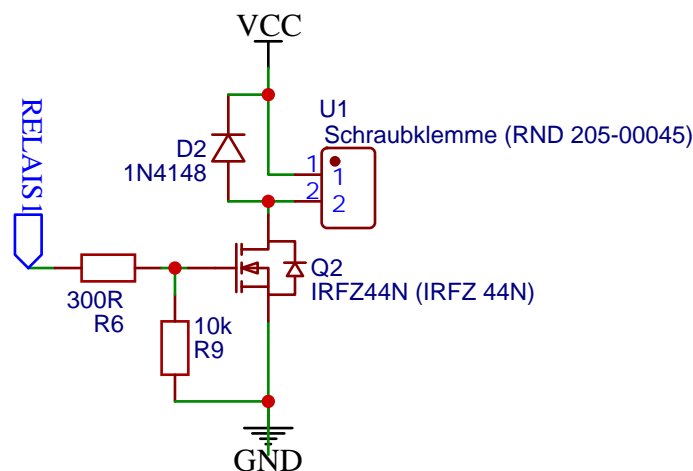 VCC
RELAIS1
U1
Schraubklemme (RND 205-00045)
D2
1N4148
1
1
2
2
Q2
IRFZ44N (IRFZ 44N)
300R
R6
10k
R9
GND